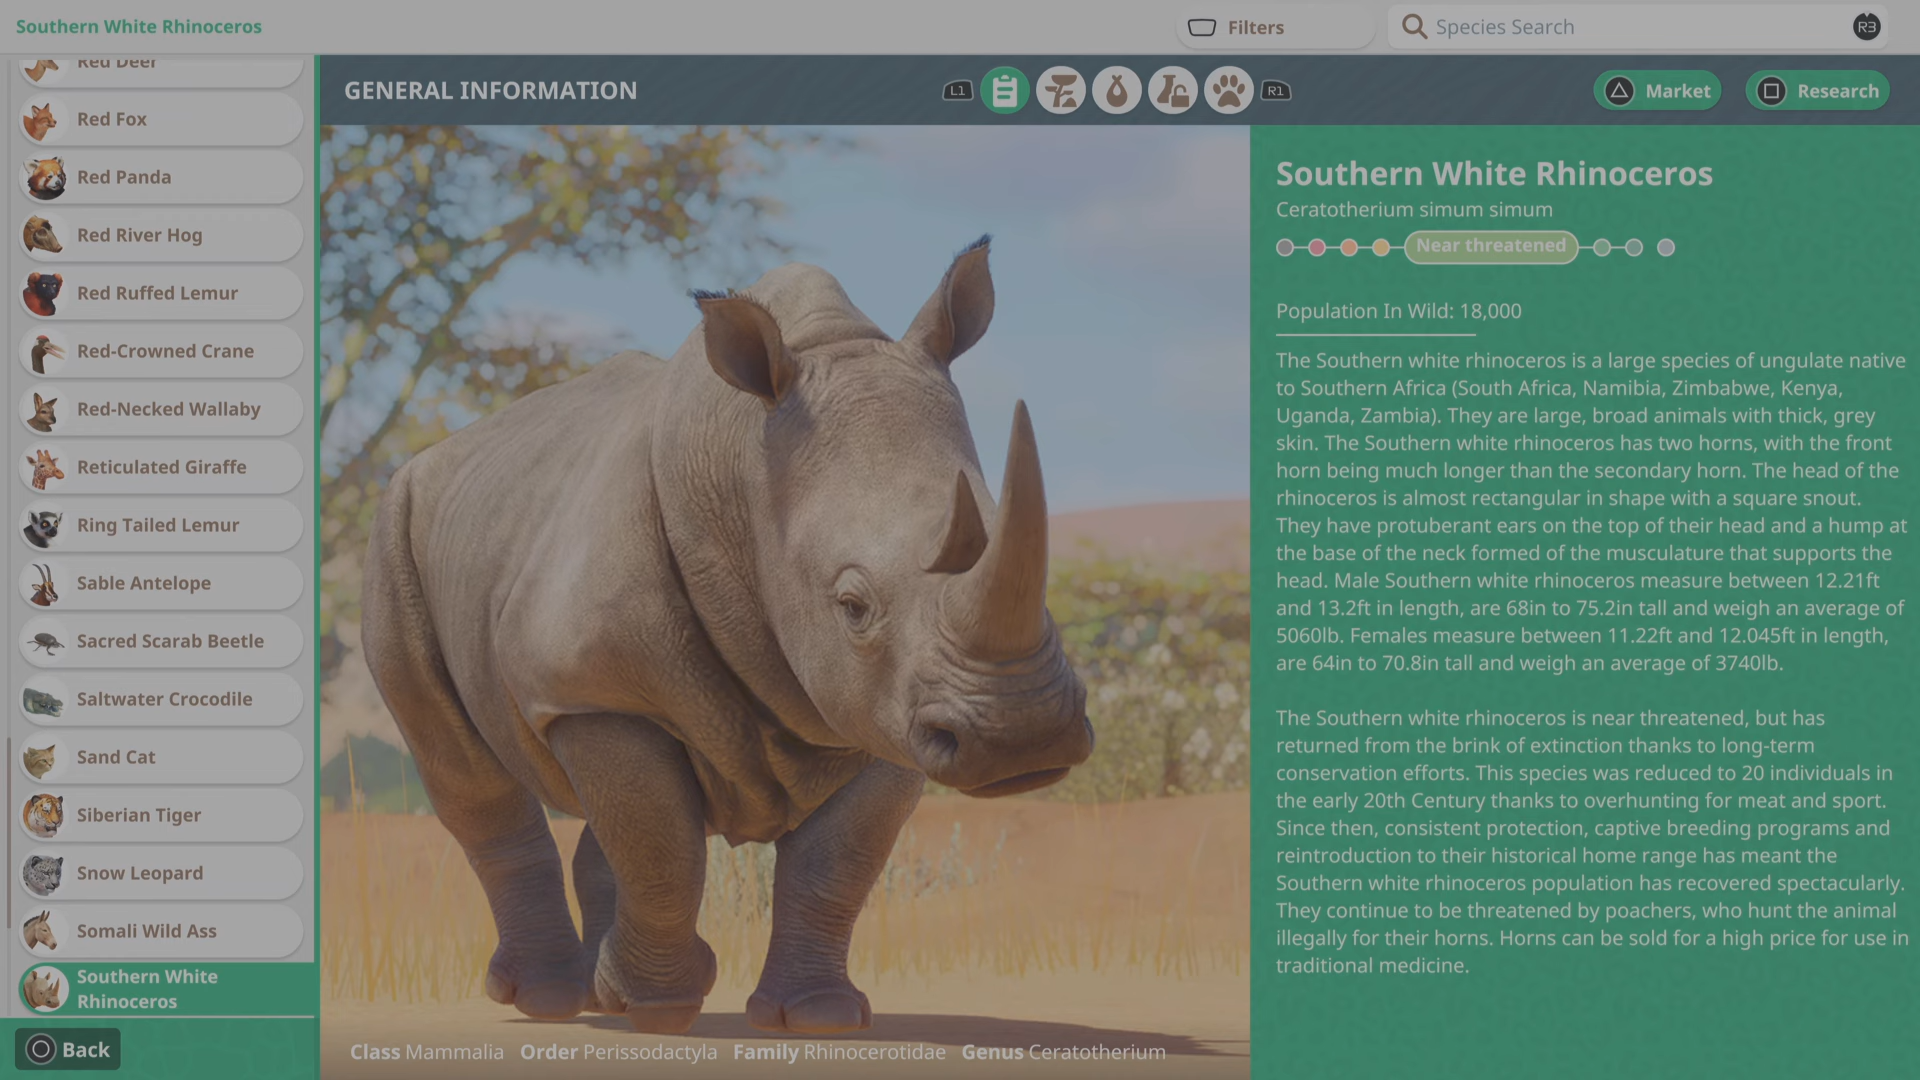 Southern White Rhinoceros
Filters
Species Search
R3
Red Deer
Red Fox
Red Panda
Red River Hog
Red Ruffed Lemur
Red-Crowned Crane
Red-Necked Wallaby
Reticulated Giraffe
Ring Tailed Lemur
Sable Antelope
Sacred Scarab Beetle
Saltwater Crocodile
Sand Cat
Siberian Tiger
Snow Leopard
Somali Wild Ass
Southern White
Rhinoceros
Back
GENERAL INFORMATION
L1
R1
Market
Research
Class Mammalia Order Perissodactyla Family Rhinocerotidae Genus Ceratotherium
Southern White Rhinoceros
Ceratotherium simum simum
Near threatened
Population In Wild: 18,000
The Southern white rhinoceros is a large species of ungulate native
to Southern Africa (South Africa, Namibia, Zimbabwe, Kenya,
Uganda, Zambia). They are large, broad animals with thick, grey
skin. The Southern white rhinoceros has two horns, with the front
horn being much longer than the secondary horn. The head of the
rhinoceros is almost rectangular in shape with a square snout.
They have protuberant ears on the top of their head and a hump at
the base of the neck formed of the musculature that supports the
head. Male Southern white rhinoceros measure between 12.21ft
and 13.2ft in length, are 68in to 75.2in tall and weigh an average of
5060lb. Females measure between 11.22ft and 12.045ft in length,
are 64in to 70.8in tall and weigh an average of 3740lb.
The Southern white rhinoceros is near threatened, but has
returned from the brink of extinction thanks to long-term
conservation efforts. This species was reduced to 20 individuals in
the early 20th Century thanks to overhunting for meat and sport.
Since then, consistent protection, captive breeding programs and
reintroduction to their historical home range has meant the
Southern white rhinoceros population has recovered spectacularly.
They continue to be threatened by poachers, who hunt the animal
illegally for their horns. Horns can be sold for a high price for use in
traditional medicine.